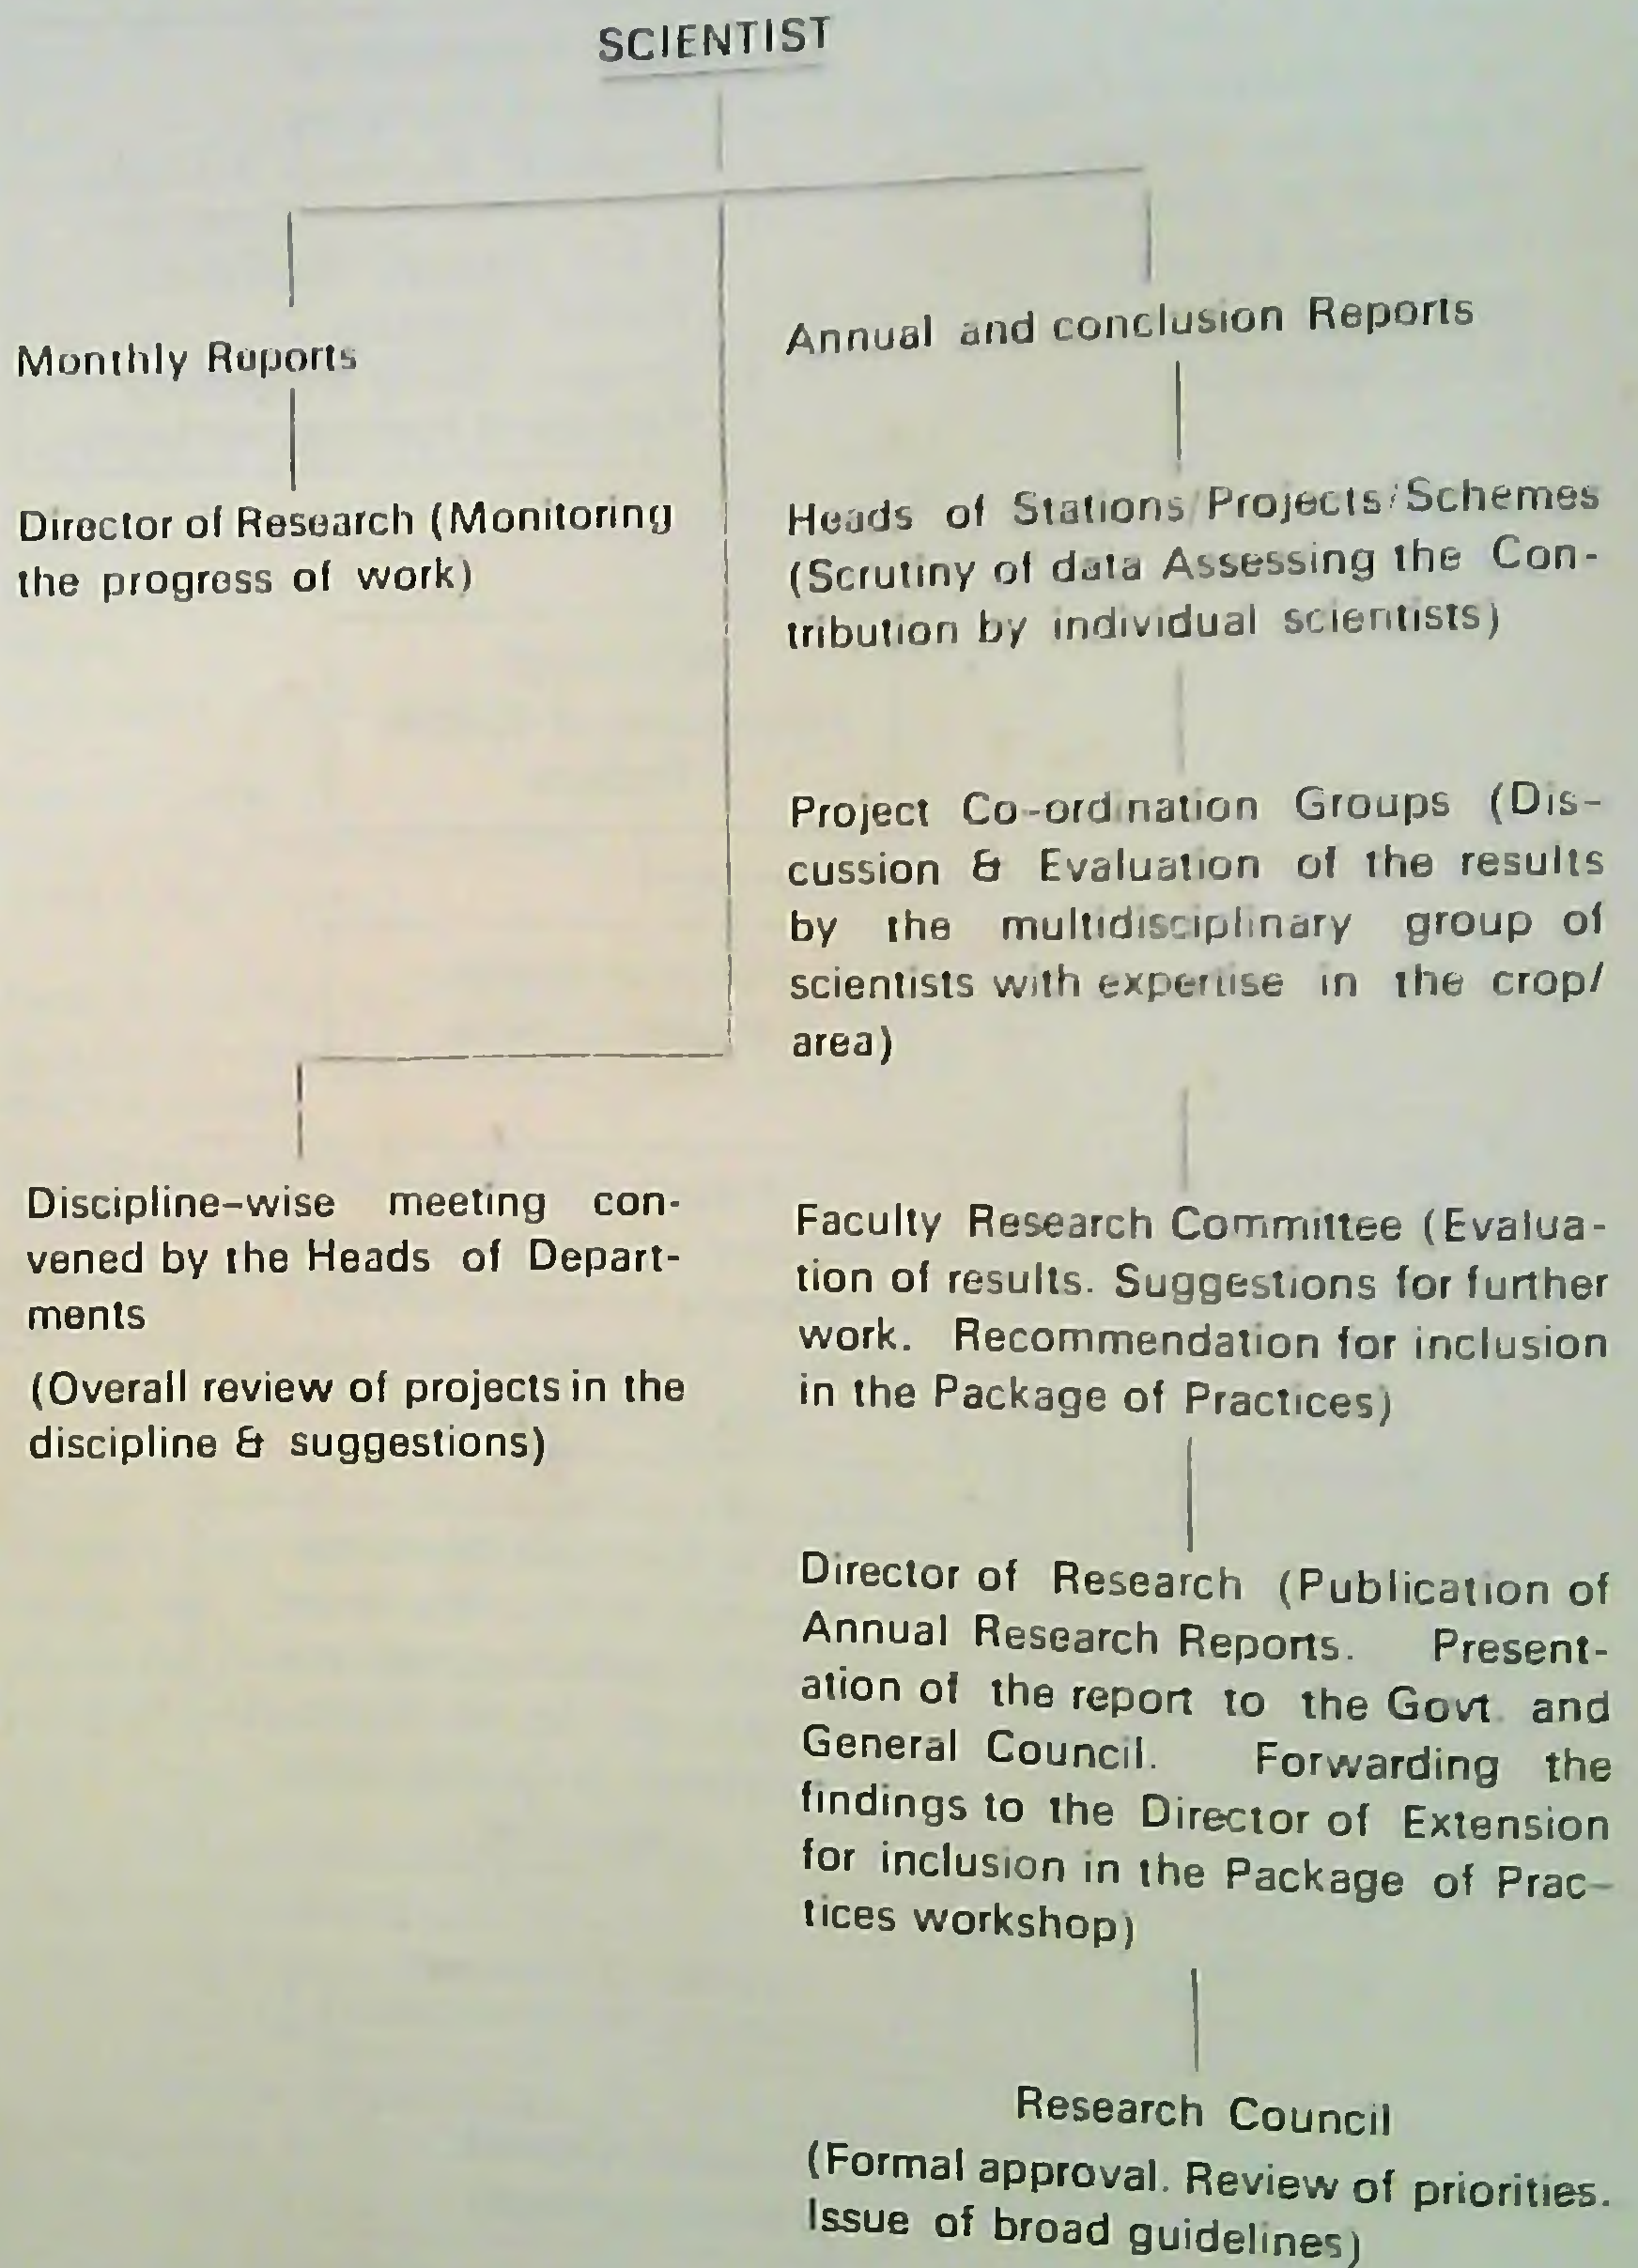 SCIENTIST
Monthly Reports
Director of Research (Monitoring
the progress of work)
Discipline-wise meeting con-
vened by the Heads of Depart-
ments
(Overall review of projects in the
discipline & suggestions)
Annual and conclusion Reports
Heads of Stations/Projects/Schemes
(Scrutiny of data Assessing the Con-
tribution by individual scientists)
Project Co-ordination Groups (Dis-
cussion & Evaluation of the results
by the multidisciplinary group of
scientists with expertise in the crop/
area)
Faculty Research Committee (Evalua-
tion of results. Suggestions for further
work. Recommendation for inclusion
in the Package of Practices)
Director of Research (Publication of
Annual Research Reports. Present-
ation of the report to the Govt. and
General Council. Forwarding the
findings to the Director of Extension
for inclusion in the Package of Prac-
tices workshop)
Research Council
(Formal approval. Review of priorities.
Issue of broad guidelines)